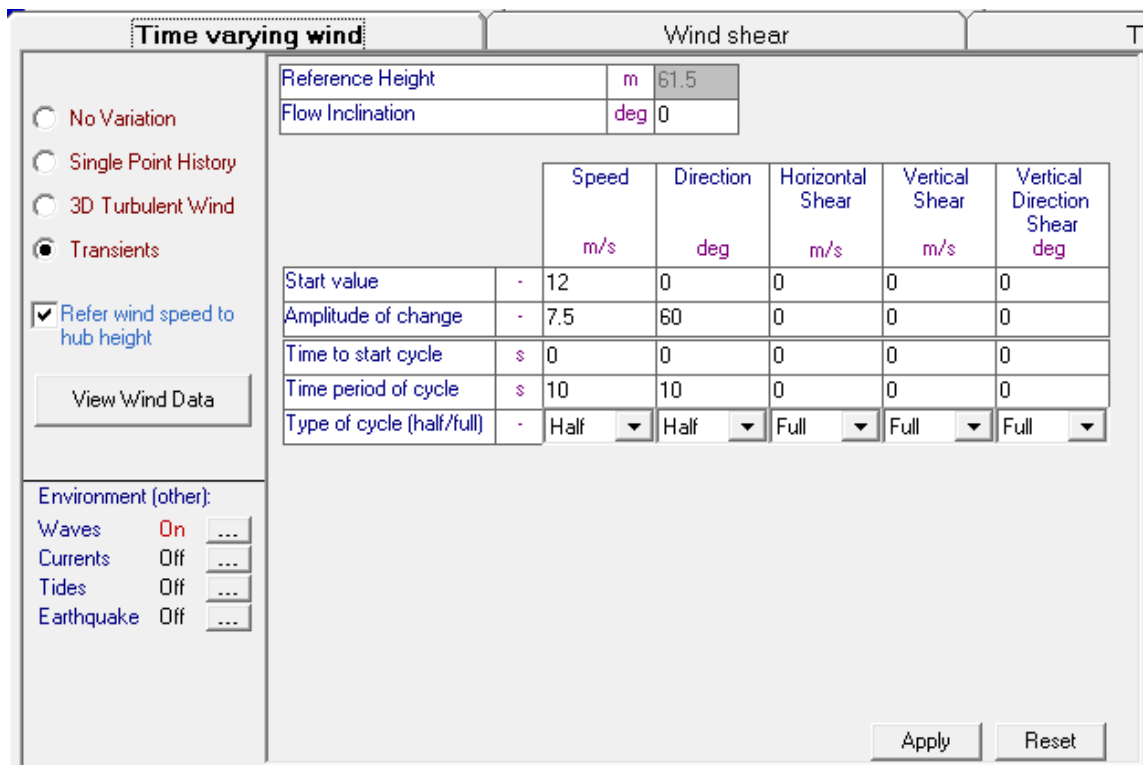 Time varying wind Wind shear T
No Variation
Single Point History
3D Turbulent Wind
Transients
Refer wind speed to
hub height
View Wind Data
Environment (other):
Waves On ...
Currents Off ...
Tides Off ...
Earthquake Off ...
Reference Height m 61.5
Flow Inclination deg 0
Speed Direction Horizontal Vertical Vertical
Shear Shear Direction
Shear
m/s deg m/s m/s deg
Start value - 12 0 0 0 0
Amplitude of change - 7.5 60 0 0 0
Time to start cycle s 0 0 0 0 0
Time period of cycle s 10 10 0 0 0
Type of cycle (half/full) - Half Half Full Full Full
Apply Reset